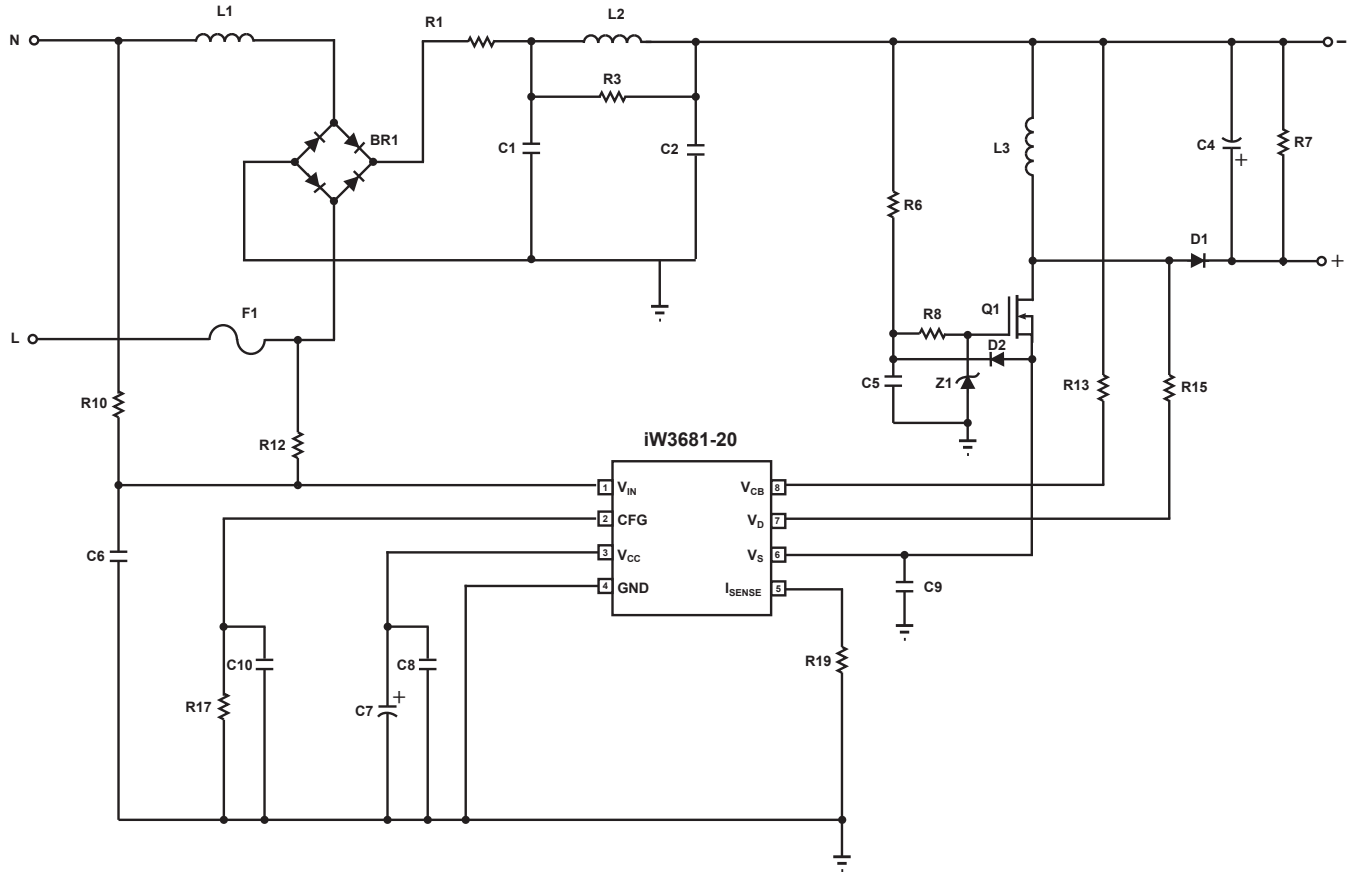 L1
L2
N
R1
−
R3
BR1
C1
C2
L3
C4
R7
+
R6
D1
+
F1
Q1
L
R8
D2
C5
Z1
R13
R15
R10
R12
iW3681-20
1 VIN
VCB 8
2 CFG
VD 7
3 VCC
VS 6
4 GND
ISENSE 5
C6
C9
C10
C8
R19
R17
C7
+